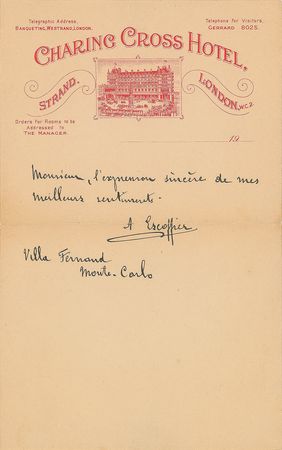 Telegraphic Address,
Banqueting, Westrand, London.
Telephone for Visitors,
Gerrard 8025.
CHARING CROSS HOTEL,
STRAND.
LONDON, W.C.2.
Orders for Rooms to be
Addressed to
THE MANAGER.
19
Monsieur, l'expression sincère de mes
meilleurs sentiments.
A Escoffier
Villa Fernand
Monte-Carlo